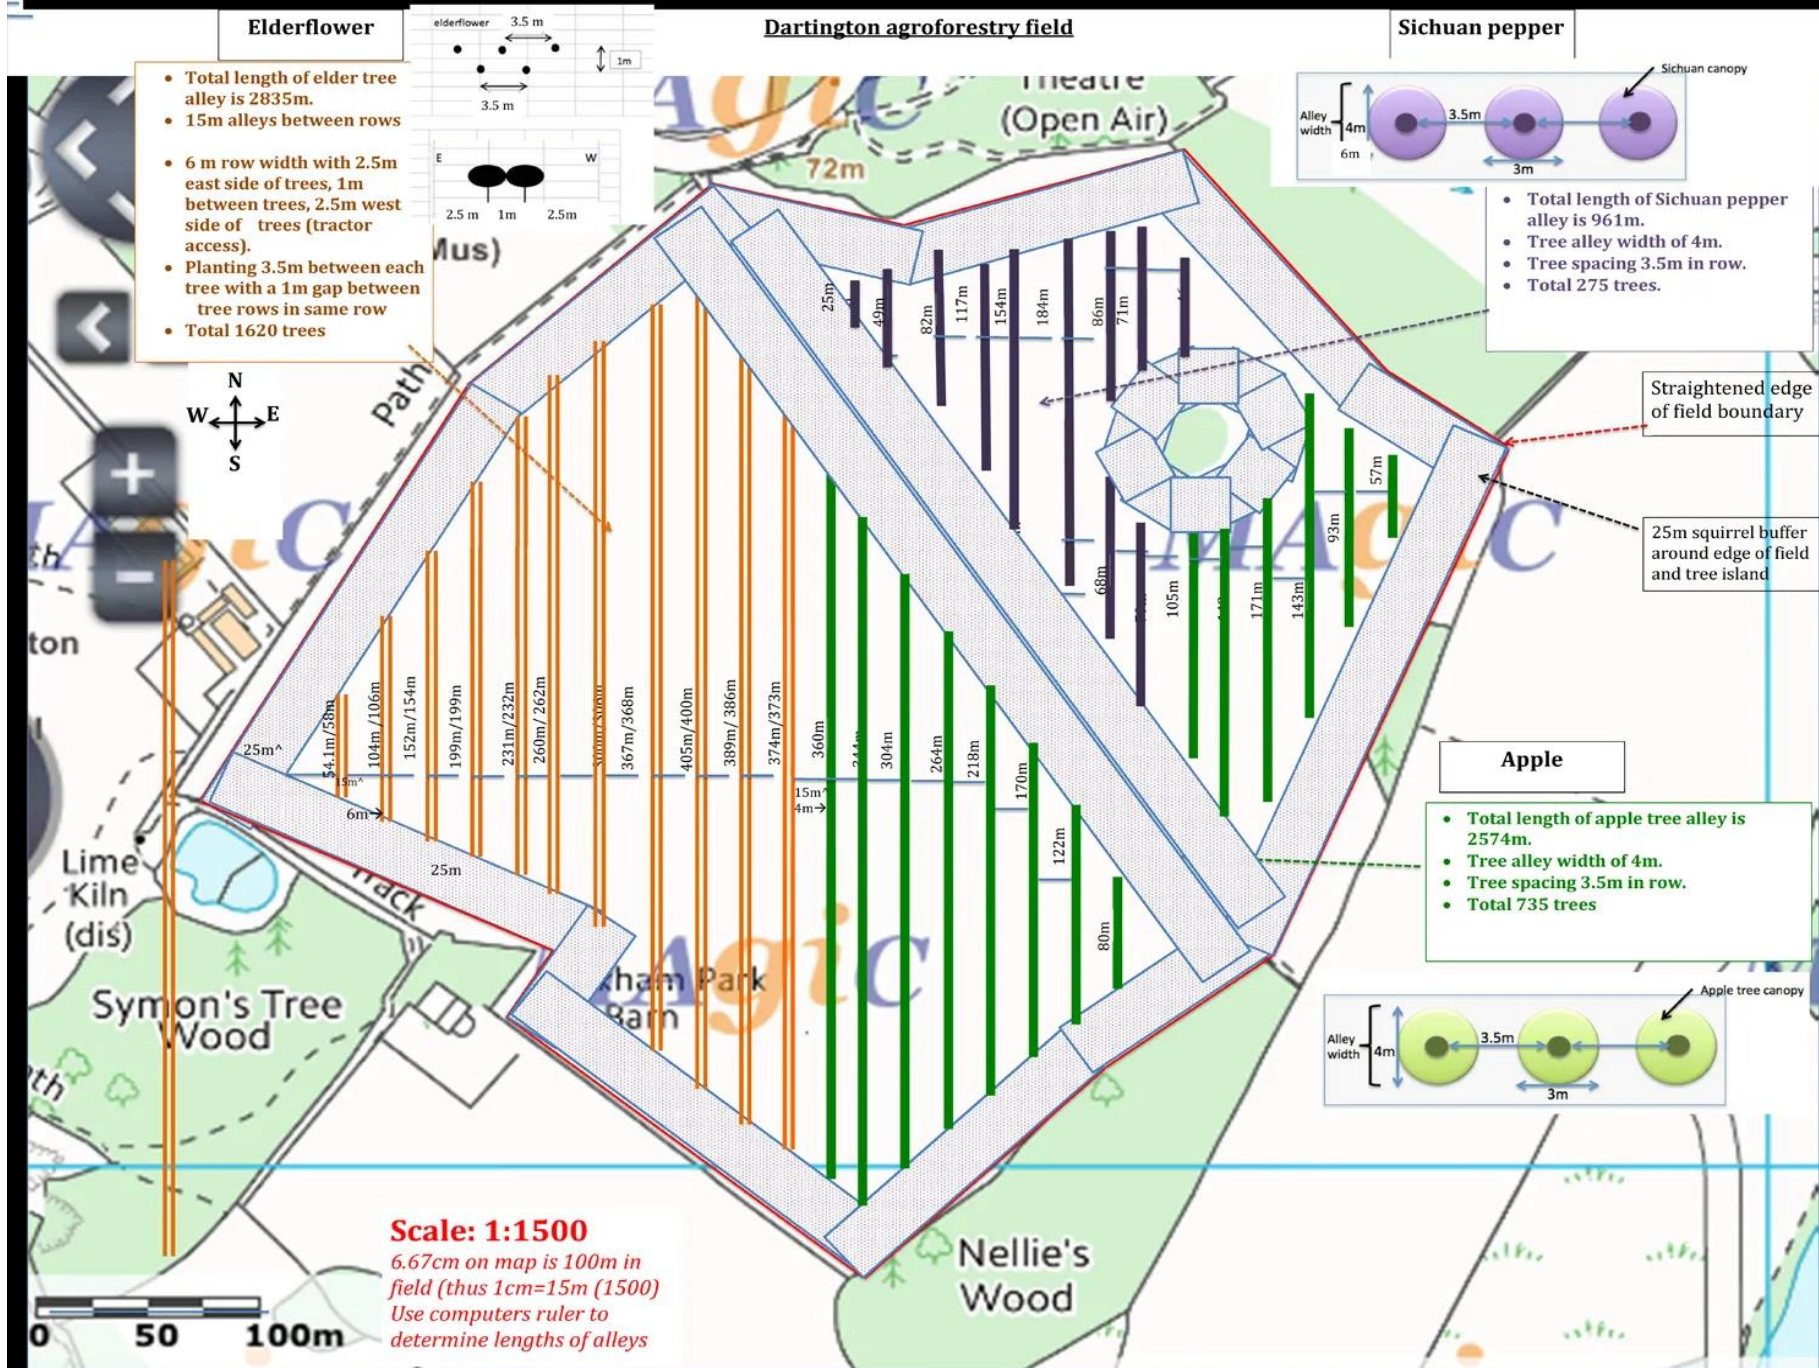 Elderflower
elderflower
3.5 m
1m
3.5 m
E
W
2.5 m
1m
2.5m
Dartington agroforestry field
Sichuan pepper
Sichuan canopy
Alley
width
4m
6m
3.5m
3m
• Total length of elder tree
alley is 2835m.
• 15m alleys between rows
• 6 m row width with 2.5m
east side of trees, 1m
between trees, 2.5m west
side of trees (tractor
access).
• Planting 3.5m between each
tree with a 1m gap between
tree rows in same row
• Total 1620 trees
• Total length of Sichuan pepper
alley is 961m.
• Tree alley width of 4m.
• Tree spacing 3.5m in row.
• Total 275 trees.
Theatre
(Open Air)
72m
Mus)
MAgiC
Path
N
W
E
S
Straightened edge
of field boundary
25m squirrel buffer
around edge of field
and tree island
25m
49m
82m
117m
154m
184m
86m
71m
68m
105m
171m
143m
93m
57m
MAgiC
MAgiC
54.1m/58m
104m /106m
152m/154m
199m/199m
231m/232m
260m/ 262m
367m/368m
405m/400m
389m/ 386m
374m/373m
360m
304m
264m
218m
170m
122m
80m
25m^
15m^
6m
25m
15m^
4m
ton
Lime
Kiln
(dis)
Track
Symon's Tree
Wood
MAgiC
Barn
Nellie's
Wood
Apple
• Total length of apple tree alley is
2574m.
• Tree alley width of 4m.
• Tree spacing 3.5m in row.
• Total 735 trees
Apple tree canopy
Alley
width
4m
3.5m
3m
Scale: 1:1500
6.67cm on map is 100m in
field (thus 1cm=15m (1500)
Use computers ruler to
determine lengths of alleys
0
50
100m